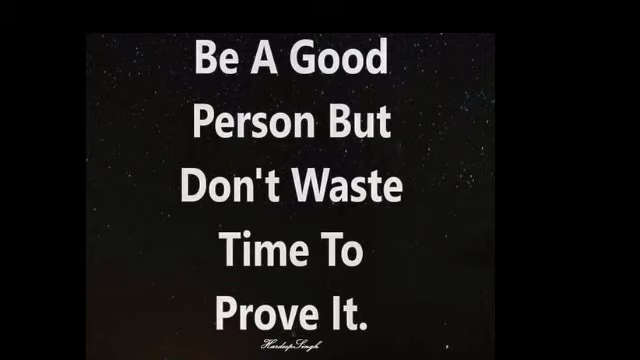 Be A Good
Person But
Don't Waste
Time To
Prove It.
HardeepSingh